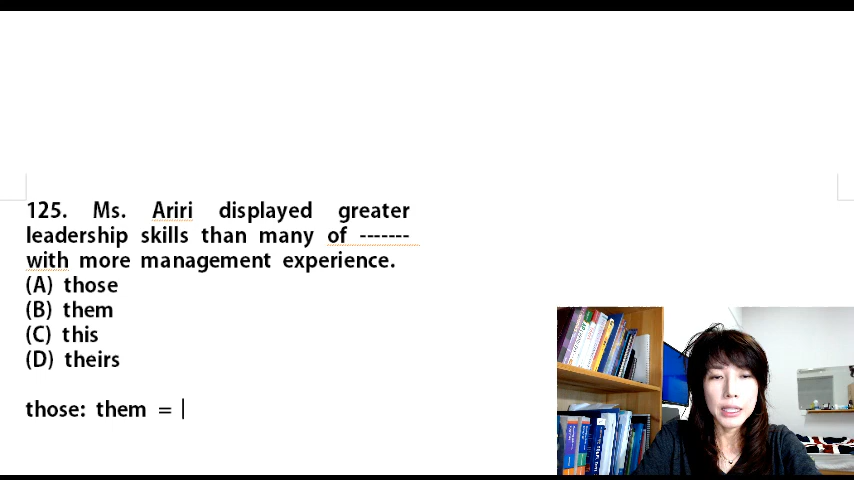 125. Ms. Ariri displayed greater
leadership skills than many of -------
with more management experience.
(A) those
(B) them
(C) this
(D) theirs
those: them =